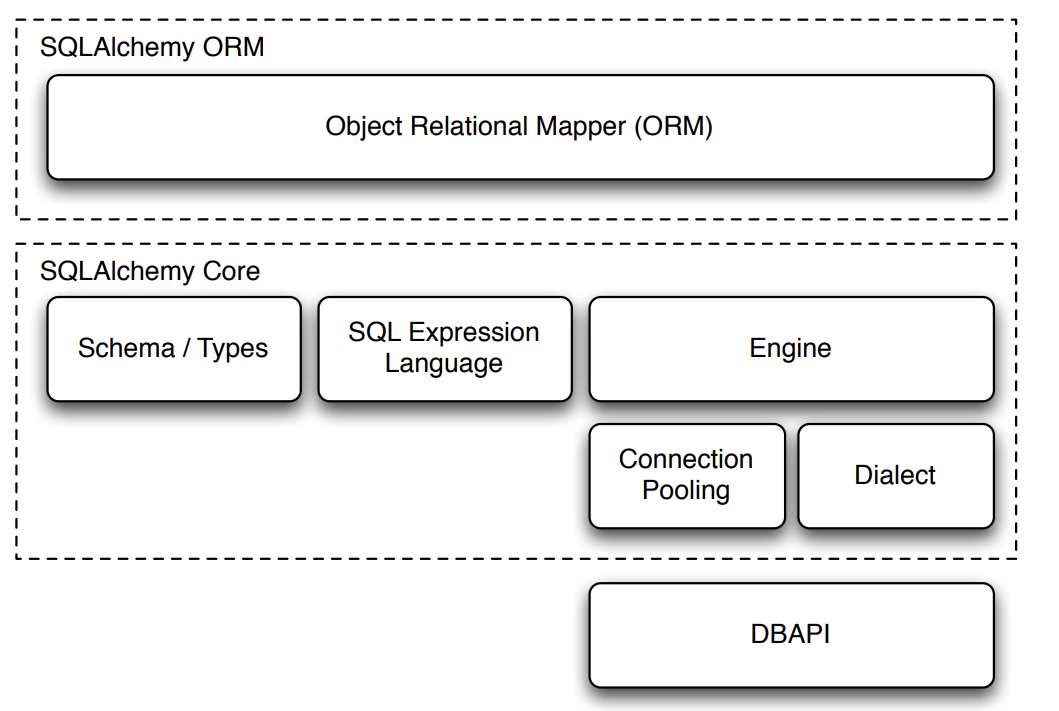 SQLAlchemy ORM
Object Relational Mapper (ORM)
SQLAlchemy Core
Schema / Types
SQL Expression
Language
Engine
Connection
Pooling
Dialect
DBAPI